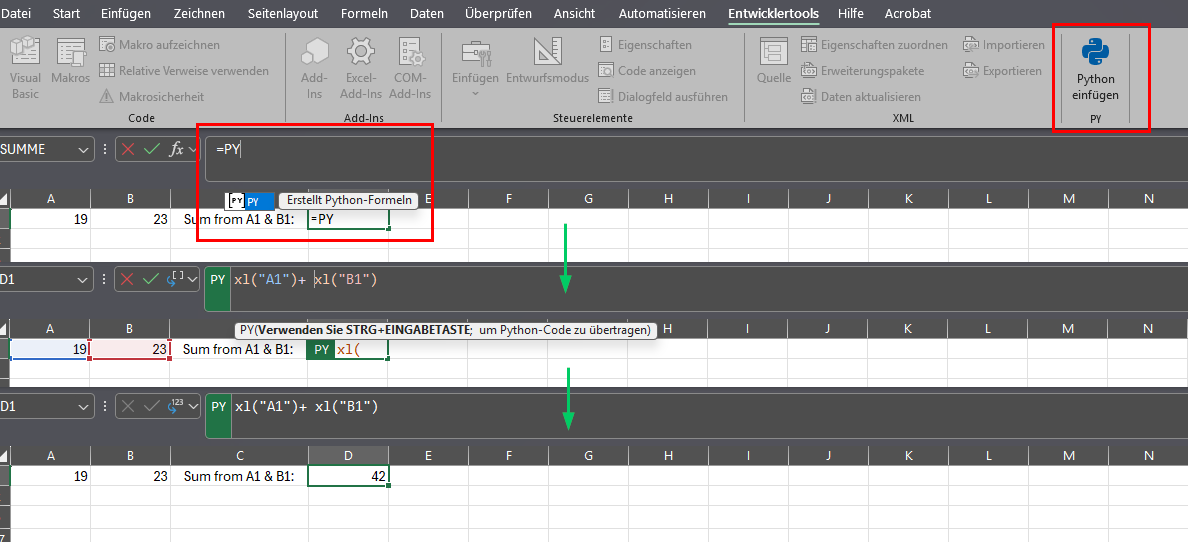 Datei Start Einfügen Zeichnen Seitenlayout Formeln Daten Überprüfen Ansicht Automatisieren Entwicklertools Hilfe Acrobat
Visual Basic
Makros
Makro aufzeichnen
Relative Verweise verwenden
Makrosicherheit
Code
Add-Ins
Excel-Add-Ins
COM-Add-Ins
Add-Ins
Einfügen
Entwurfsmodus
Eigenschaften
Code anzeigen
Dialogfeld ausführen
Steuerelemente
Quelle
Eigenschaften zuordnen
Erweiterungspakete
Daten aktualisieren
Importieren
Exportieren
XML
Python einfügen
PY
SUMME fx =PY
A B E F G H I J K L M N
[PY] PY Erstellt Python-Formeln
19 23 Sum from A1 & B1: =PY
D1 PY xl("A1")+ xl("B1")
A B H I J K L M N
PY(Verwenden Sie STRG+EINGABETASTE; um Python-Code zu übertragen)
19 23 Sum from A1 & B1: PY xl(
D1 123 PY xl("A1")+ xl("B1")
A B C D E F G H I J K L M N
19 23 Sum from A1 & B1: 42
7